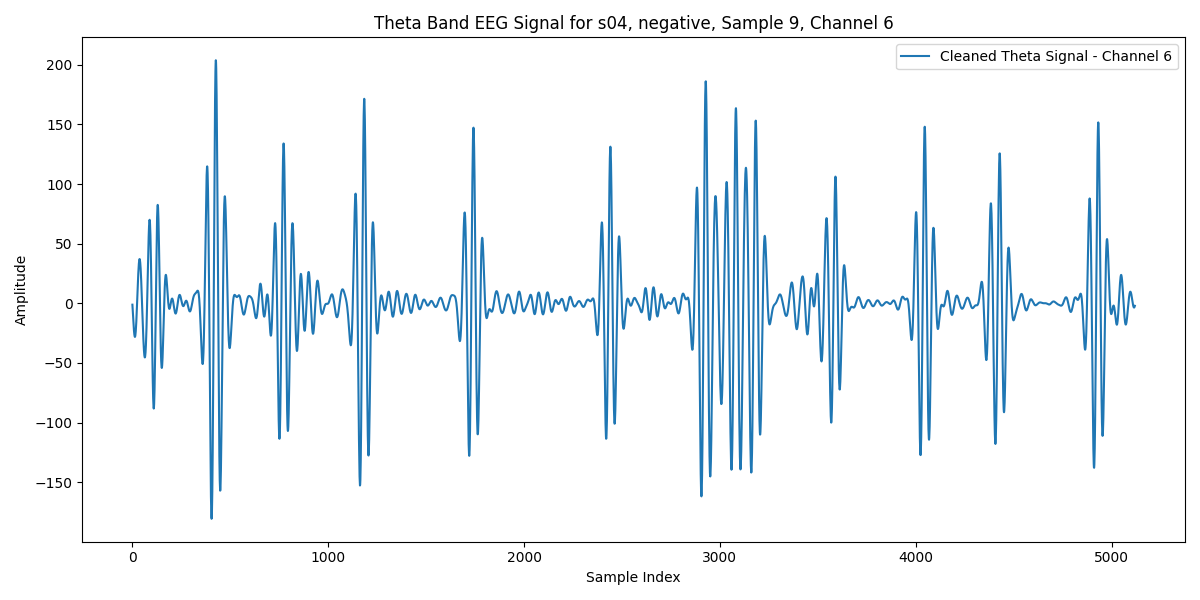 Theta Band EEG Signal for s04, negative, Sample 9, Channel 6
Cleaned Theta Signal - Channel 6
Amplitude
200
150
100
50
0
−50
−100
−150
0 1000 2000 3000 4000 5000
Sample Index